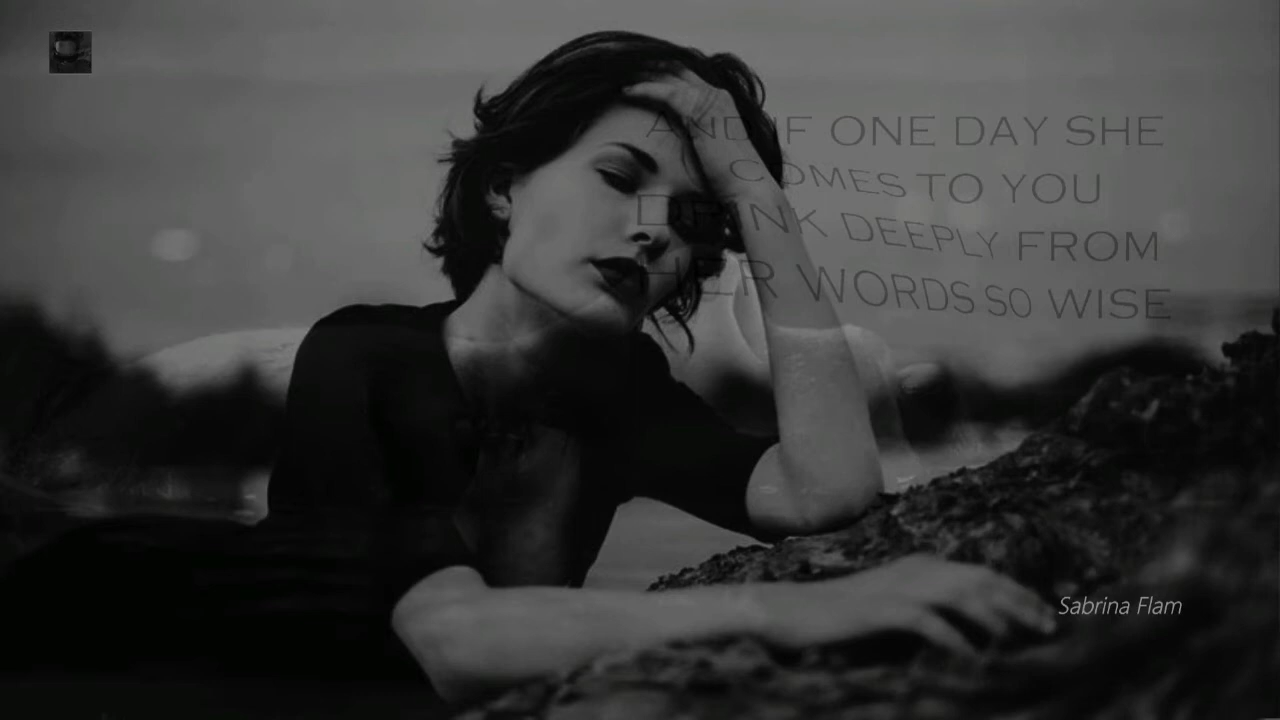 AND IF ONE DAY SHE
COMES TO YOU
DRINK DEEPLY FROM
HER WORDS SO WISE
Sabrina Flam